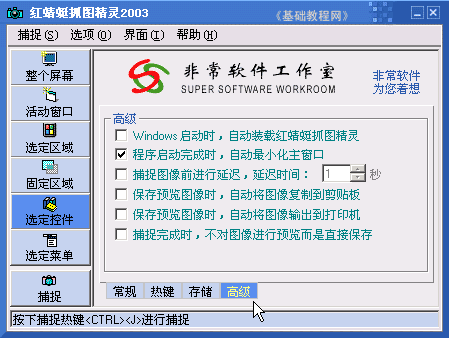 红蜻蜓抓图精灵2003 《基础教程网》
捕捉(S) 选项(O) 界面(I) 帮助(H)
整个屏幕
活动窗口
选定区域
固定区域
选定控件
选定菜单
捕捉
非常软件工作室
SUPER SOFTWARE WORKROOM
非常软件
为您着想
高级
Windows启动时，自动装载红蜻蜓抓图精灵
程序启动完成时，自动最小化主窗口
捕捉图像前进行延迟，延迟时间： 1 秒
保存预览图像时，自动将图像复制到剪贴板
保存预览图像时，自动将图像输出到打印机
捕捉完成时，不对图像进行预览而是直接保存
常规 热键 存储 高级
按下捕捉热键<CTRL><J>进行捕捉